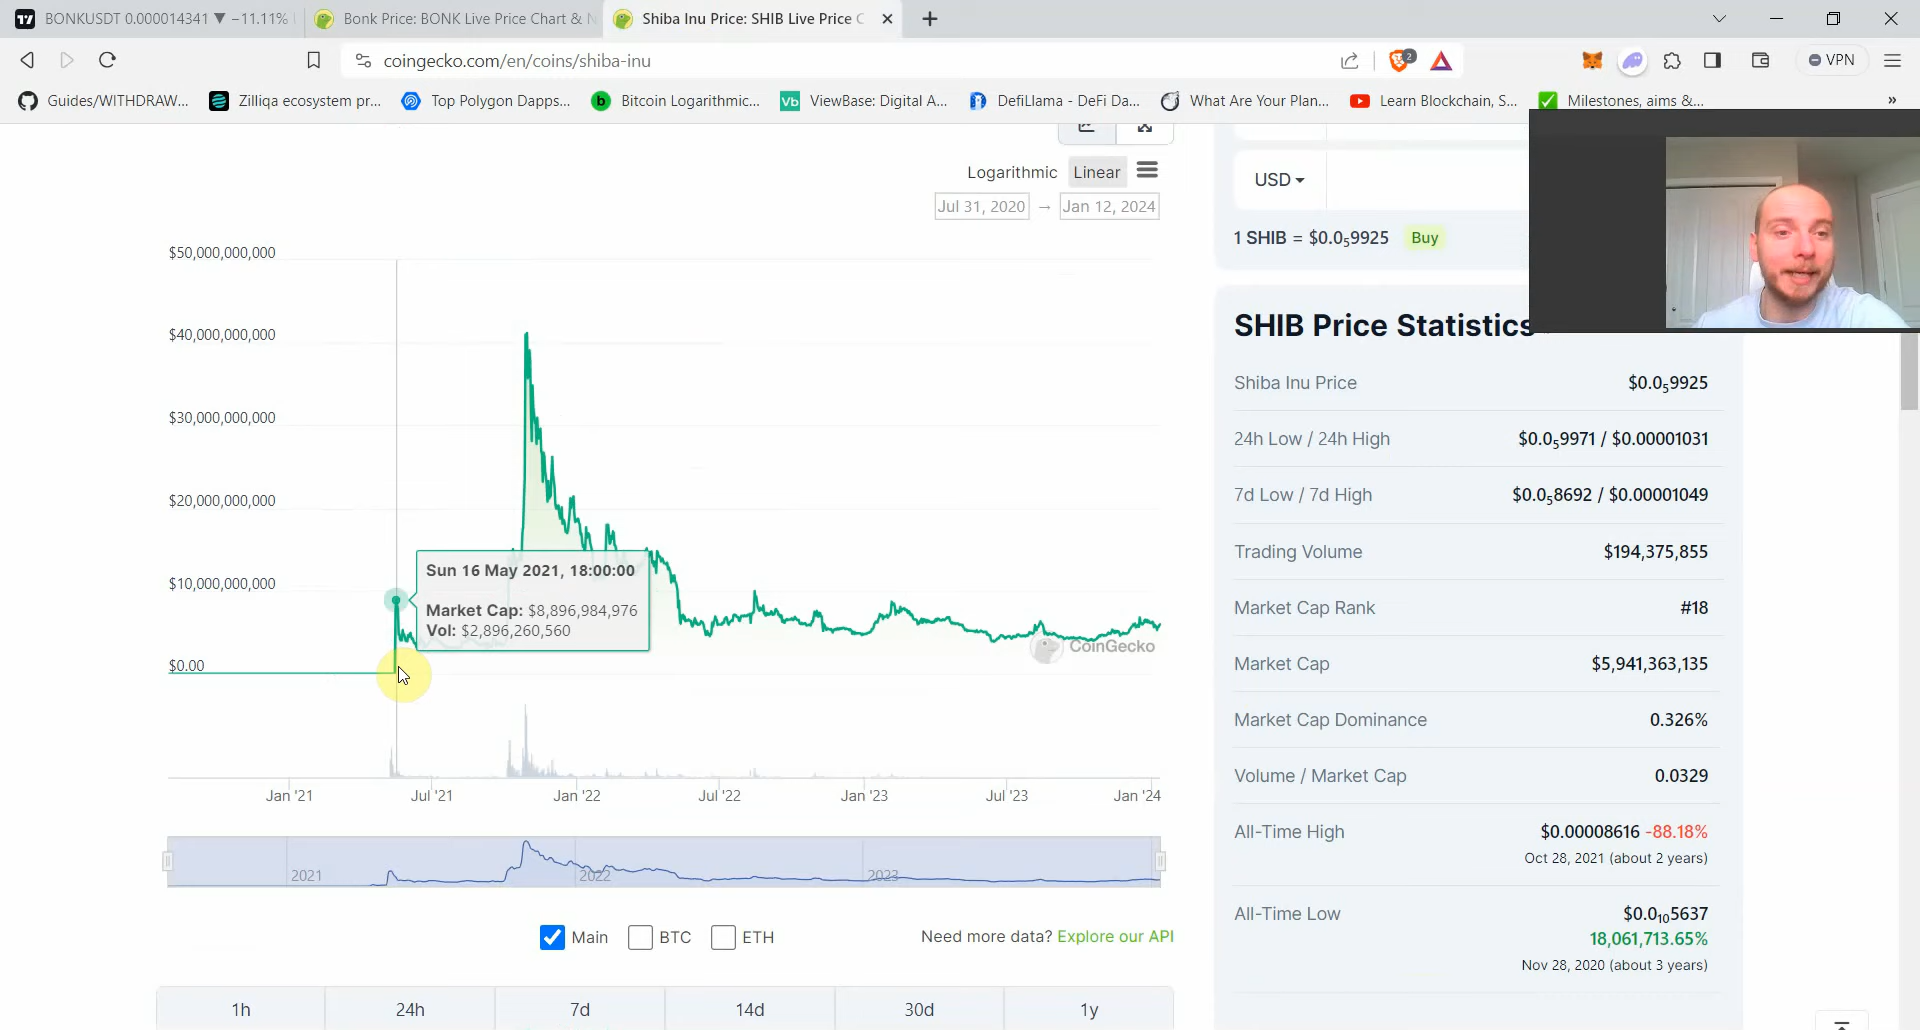 BONKUSDT 0.000014341 ▼ −11.11%
Bonk Price: BONK Live Price Chart &
Shiba Inu Price: SHIB Live Price
coingecko.com/en/coins/shiba-inu
2
VPN
Guides/WITHDRAW...
Zilliqa ecosystem pr...
Top Polygon Dapps...
Bitcoin Logarithmic...
ViewBase: Digital A...
DefiLlama - DeFi Da...
What Are Your Plan...
Learn Blockchain, S...
Milestones, aims &...
»
Logarithmic Linear
Jul 31, 2020 → Jan 12, 2024
$50,000,000,000
$40,000,000,000
$30,000,000,000
$20,000,000,000
$10,000,000,000
$0.00
Sun 16 May 2021, 18:00:00
Market Cap: $8,896,984,976
Vol: $2,896,260,560
CoinGecko
Jan '21 Jul '21 Jan '22 Jul '22 Jan '23 Jul '23 Jan '24
2021 2022 2023
Main BTC ETH
Need more data? Explore our API
1h 24h 7d 14d 30d 1y
USD
1 SHIB = $0.0₅9925 Buy
SHIB Price Statistics
Shiba Inu Price $0.0₅9925
24h Low / 24h High $0.0₅9971 / $0.00001031
7d Low / 7d High $0.0₅8692 / $0.00001049
Trading Volume $194,375,855
Market Cap Rank #18
Market Cap $5,941,363,135
Market Cap Dominance 0.326%
Volume / Market Cap 0.0329
All-Time High $0.00008616 -88.18%
Oct 28, 2021 (about 2 years)
All-Time Low $0.0₁₀5637
18,061,713.65%
Nov 28, 2020 (about 3 years)